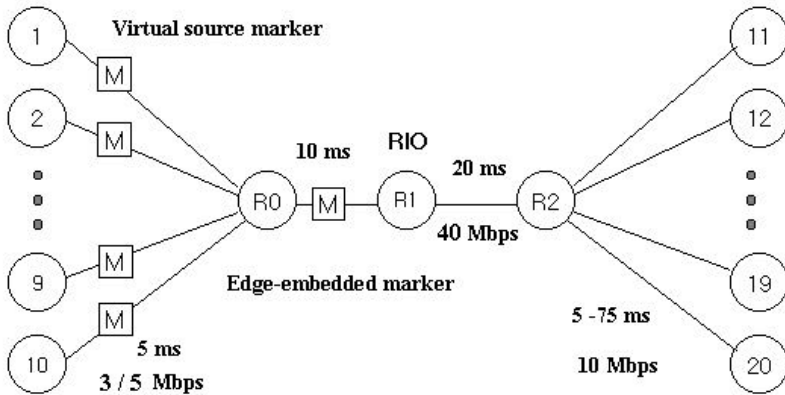 1
Virtual source marker
11
M
2
M
12
10 ms
RIO
20 ms
R0
M
R1
R2
40 Mbps
9
M
Edge-embedded marker
19
M
5 -75 ms
10
5 ms
3 / 5 Mbps
10 Mbps
20